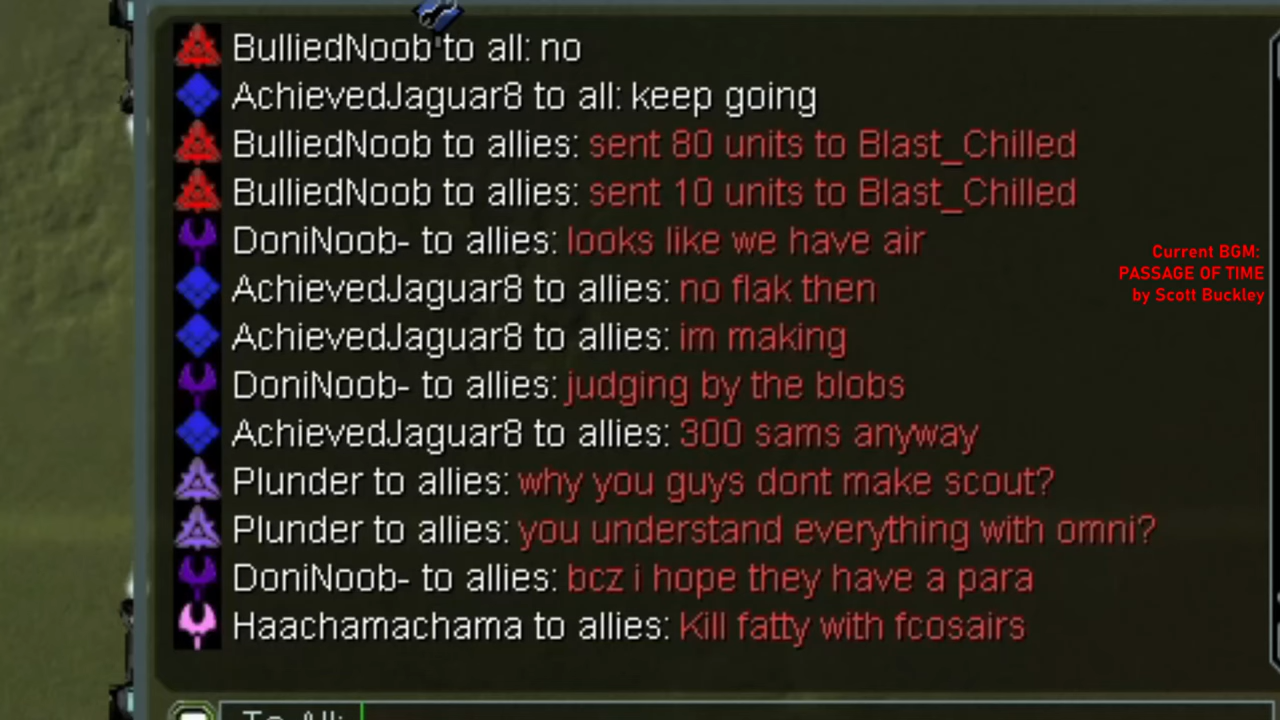 BulliedNoob to all: no
AchievedJaguar8 to all: keep going
BulliedNoob to allies: sent 80 units to Blast_Chilled
BulliedNoob to allies: sent 10 units to Blast_Chilled
DoniNoob- to allies: looks like we have air
AchievedJaguar8 to allies: no flak then
AchievedJaguar8 to allies: im making
DoniNoob- to allies: judging by the blobs
AchievedJaguar8 to allies: 300 sams anyway
Plunder to allies: why you guys dont make scout?
Plunder to allies: you understand everything with omni?
DoniNoob- to allies: bcz i hope they have a para
Haachamachama to allies: Kill fatty with fcosairs
To All:
Current BGM:
PASSAGE OF TIME
by Scott Buckley